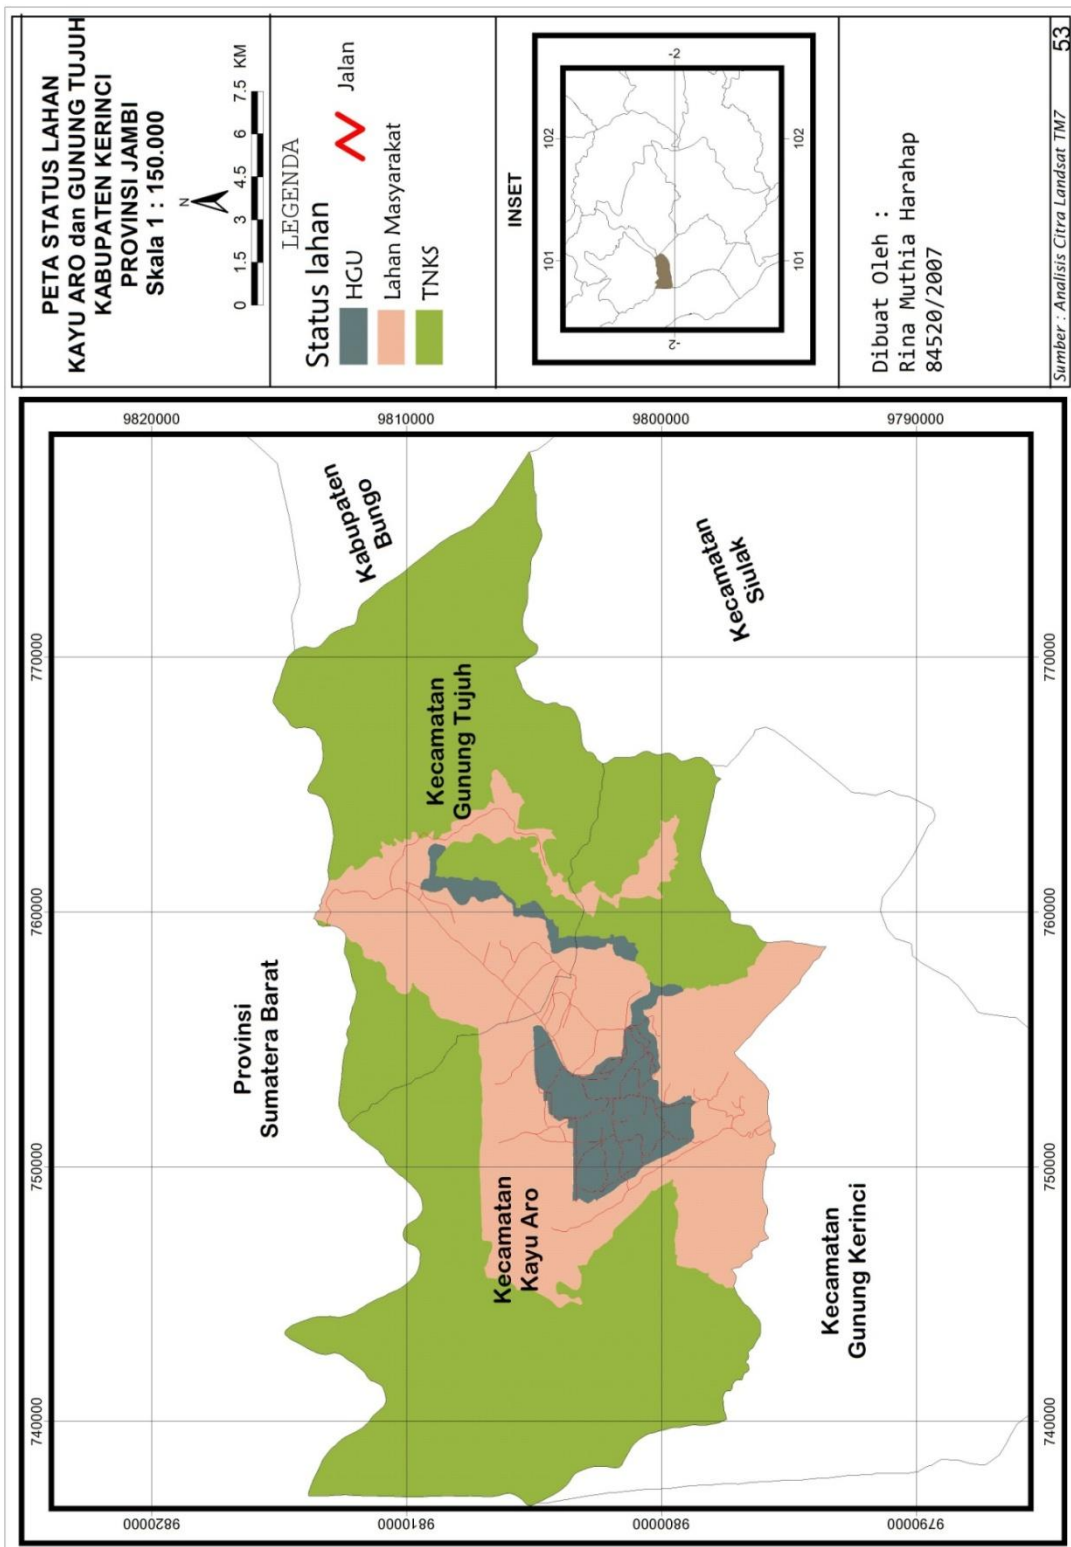 PETA STATUS LAHAN
KAYU ARO dan GUNUNG TUJUH
KABUPATEN KERINCI
PROVINSI JAMBI
Skala 1 : 150.000
N
0 1.5 3 4.5 6 7.5 KM
LEGENDA
Status lahan
HGU
Lahan Masyarakat
TNKS
Jalan
INSET
101 102
-2 -2
101 102
Dibuat Oleh :
Rina Muthia Harahap
84520/2007
Sumber : Analisis Citra Landsat TM7
53
740000 750000 760000 770000
9820000 9820000
9810000 9810000
9800000 9800000
9790000 9790000
740000 750000 760000 770000
Provinsi
Sumatera Barat
Kabupaten
Bungo
Kecamatan
Gunung Tujuh
Kecamatan
Kayu Aro
Kecamatan
Siulak
Kecamatan
Gunung Kerinci